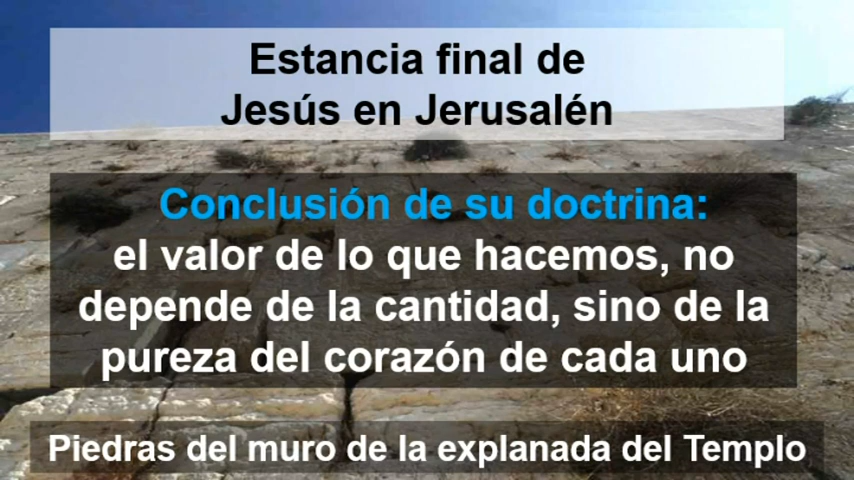 Estancia final de
Jesús en Jerusalén
Conclusión de su doctrina:
el valor de lo que hacemos, no
depende de la cantidad, sino de la
pureza del corazón de cada uno
Piedras del muro de la explanada del Templo